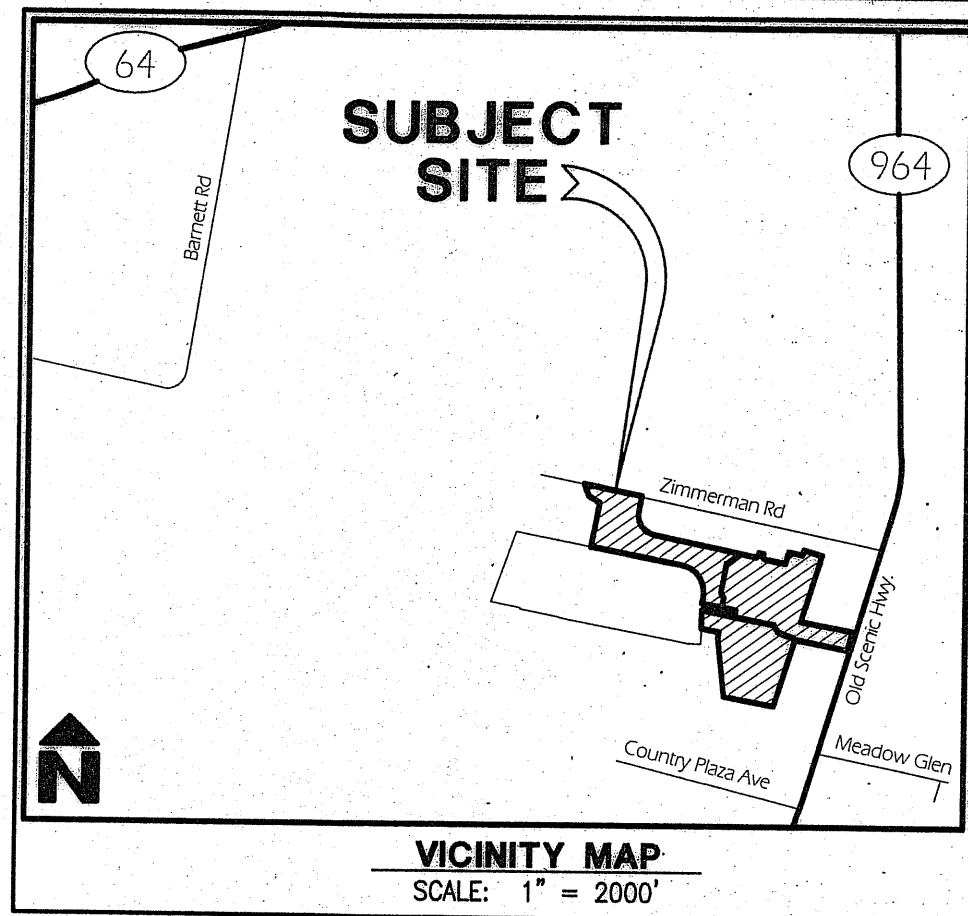 64
SUBJECT
SITE
964
Barnett Rd
Zimmerman Rd
Old Scenic Hwy.
Country Plaza Ave
Meadow Glen
N
VICINITY MAP
SCALE: 1" = 2000'